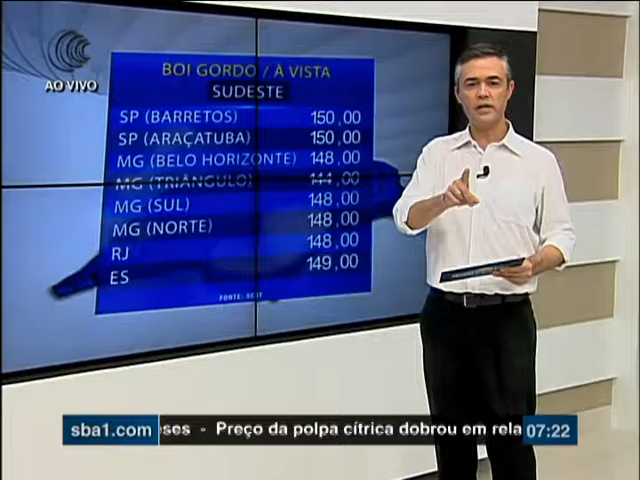 AO VIVO
BOI GORDO / À VISTA
SUDESTE
SP (BARRETOS) 150,00
SP (ARAÇATUBA) 150,00
MG (BELO HORIZONTE) 148,00
MG (TRIÂNGULO) 144,00
MG (SUL) 148,00
MG (NORTE) 148,00
RJ 148,00
ES 149,00
FONTE:
sba1.com eses - Preço da polpa cítrica dobrou em rela 07:22